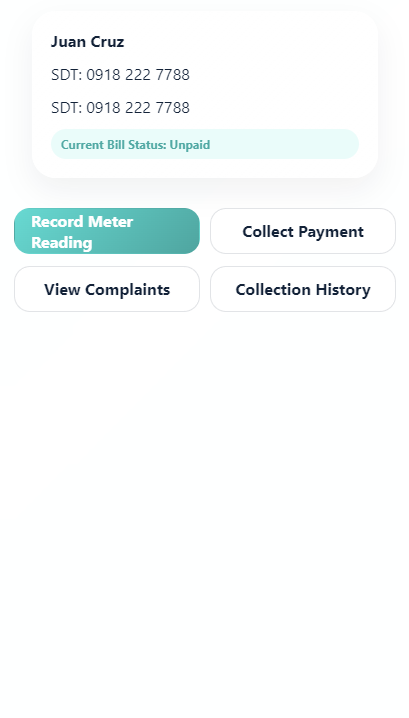 Juan Cruz
SDT: 0918 222 7788
SDT: 0918 222 7788
Current Bill Status: Unpaid
Record Meter
Reading
Collect Payment
View Complaints
Collection History